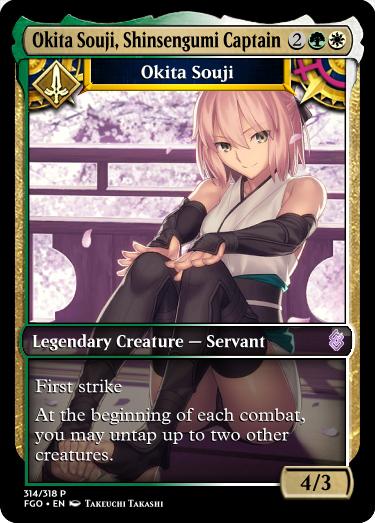 Okita Souji, Shinsengumi Captain 2
Okita Souji
Legendary Creature — Servant
First strike
At the beginning of each combat,
you may untap up to two other
creatures.
4/3
314/318 P
FGO • EN Takeuchi Takashi